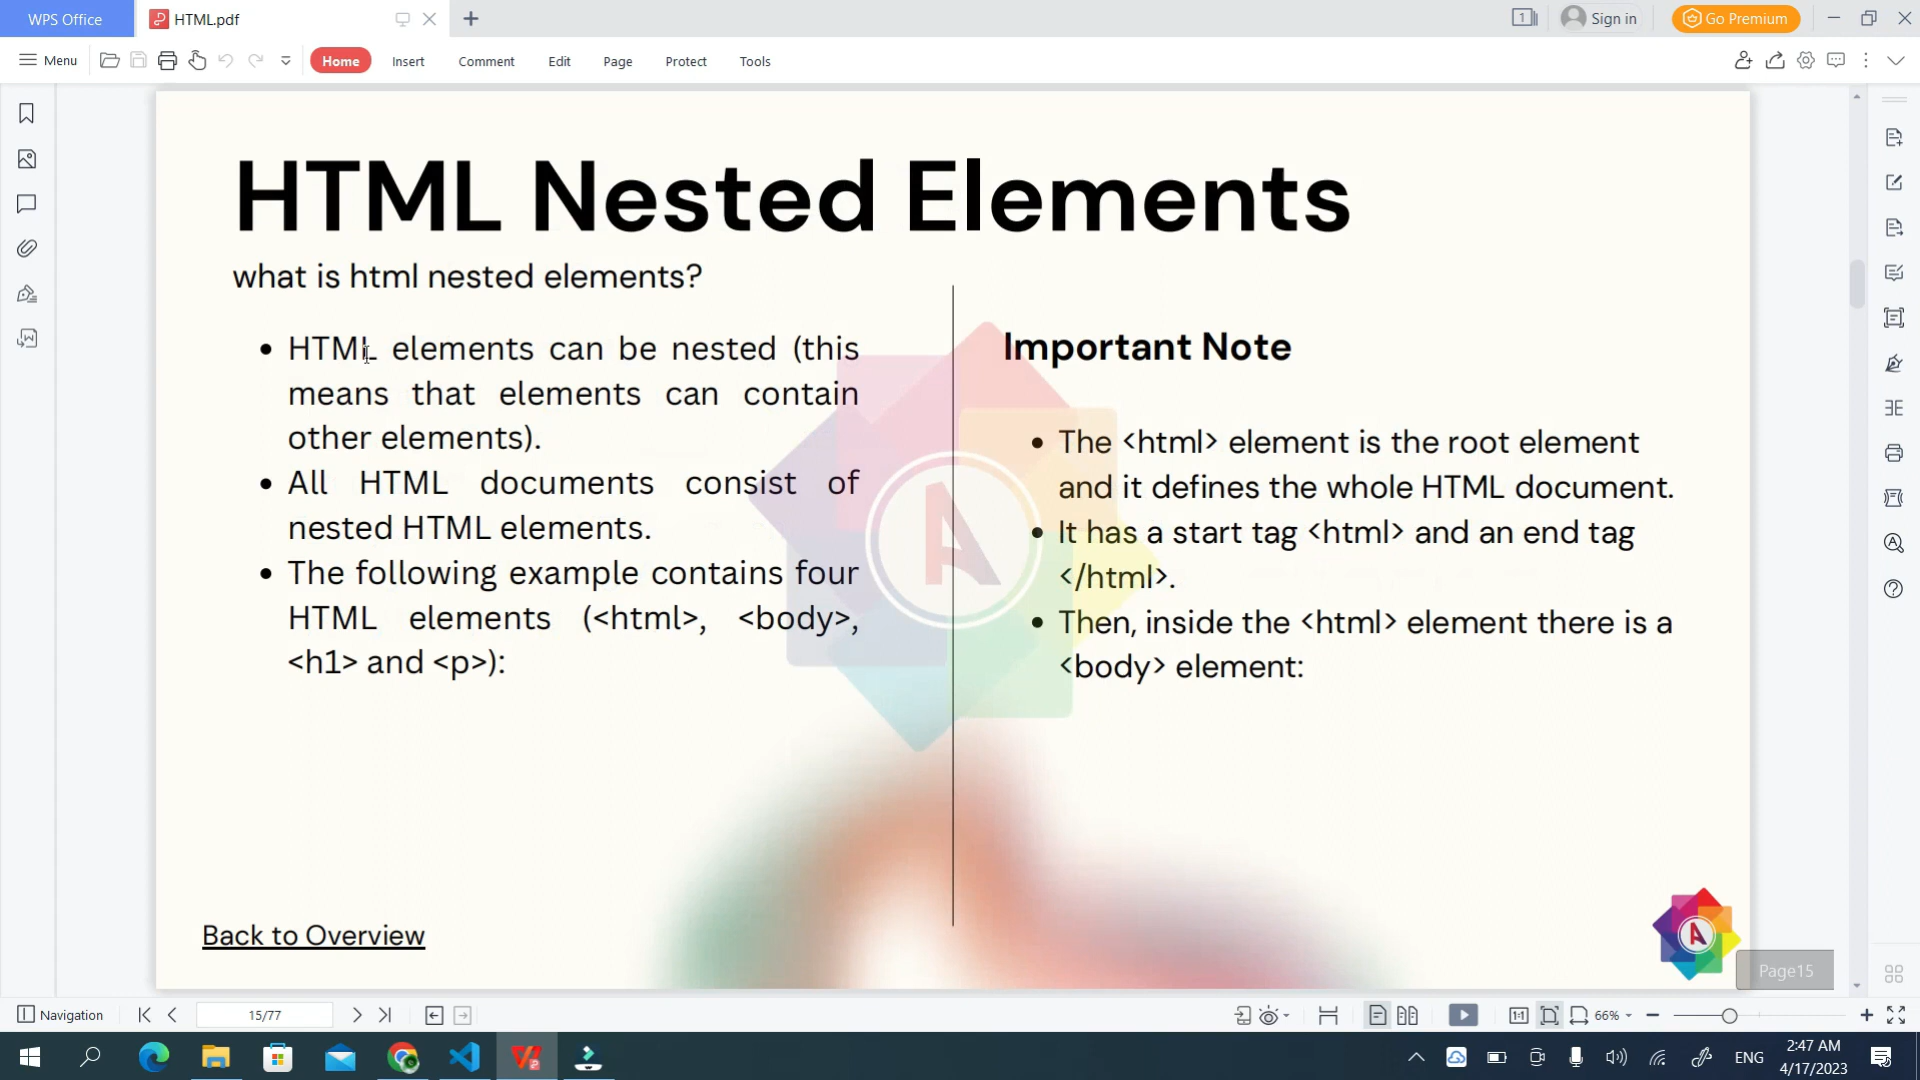 WPS Office
HTML.pdf
1
Sign in
Go Premium
Menu
Home
Insert
Comment
Edit
Page
Protect
Tools
HTML Nested Elements
what is html nested elements?
• HTML elements can be nested (this
means that elements can contain
other elements).
• All HTML documents consist of
nested HTML elements.
• The following example contains four
HTML elements (<html>, <body>,
<h1> and <p>):
Important Note
• The <html> element is the root element
and it defines the whole HTML document.
• It has a start tag <html> and an end tag
</html>.
• Then, inside the <html> element there is a
<body> element:
A
Back to Overview
A
Page15
Navigation
15/77
1:1
66%
ENG
2:47 AM
4/17/2023